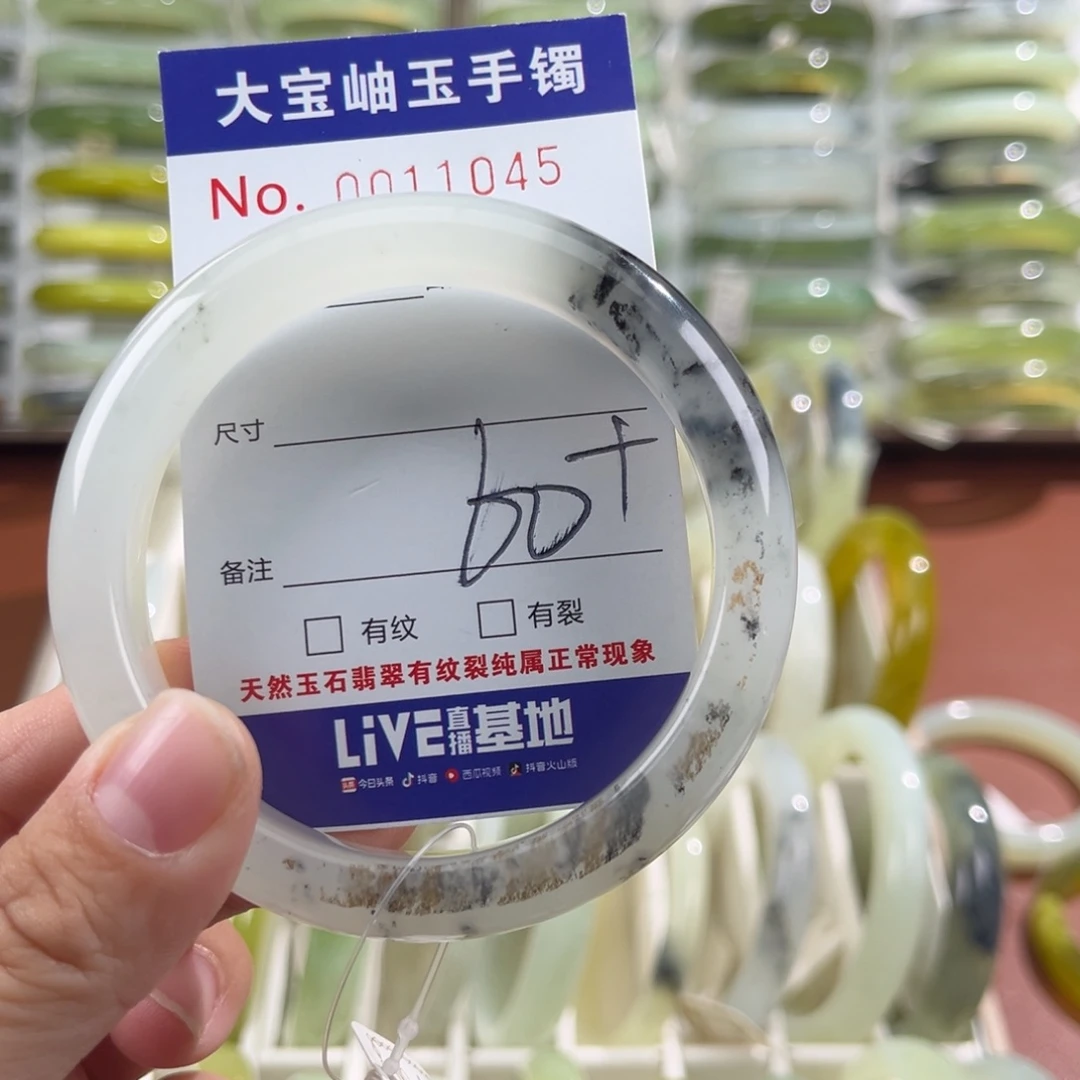 大宝岫玉手镯
No. 0011045
尺寸
60+
备注
□ 有纹 □ 有裂
天然玉石翡翠有纹裂纯属正常现象
LiVE直播基地
今日头条 抖音 西瓜视频 抖音火山版